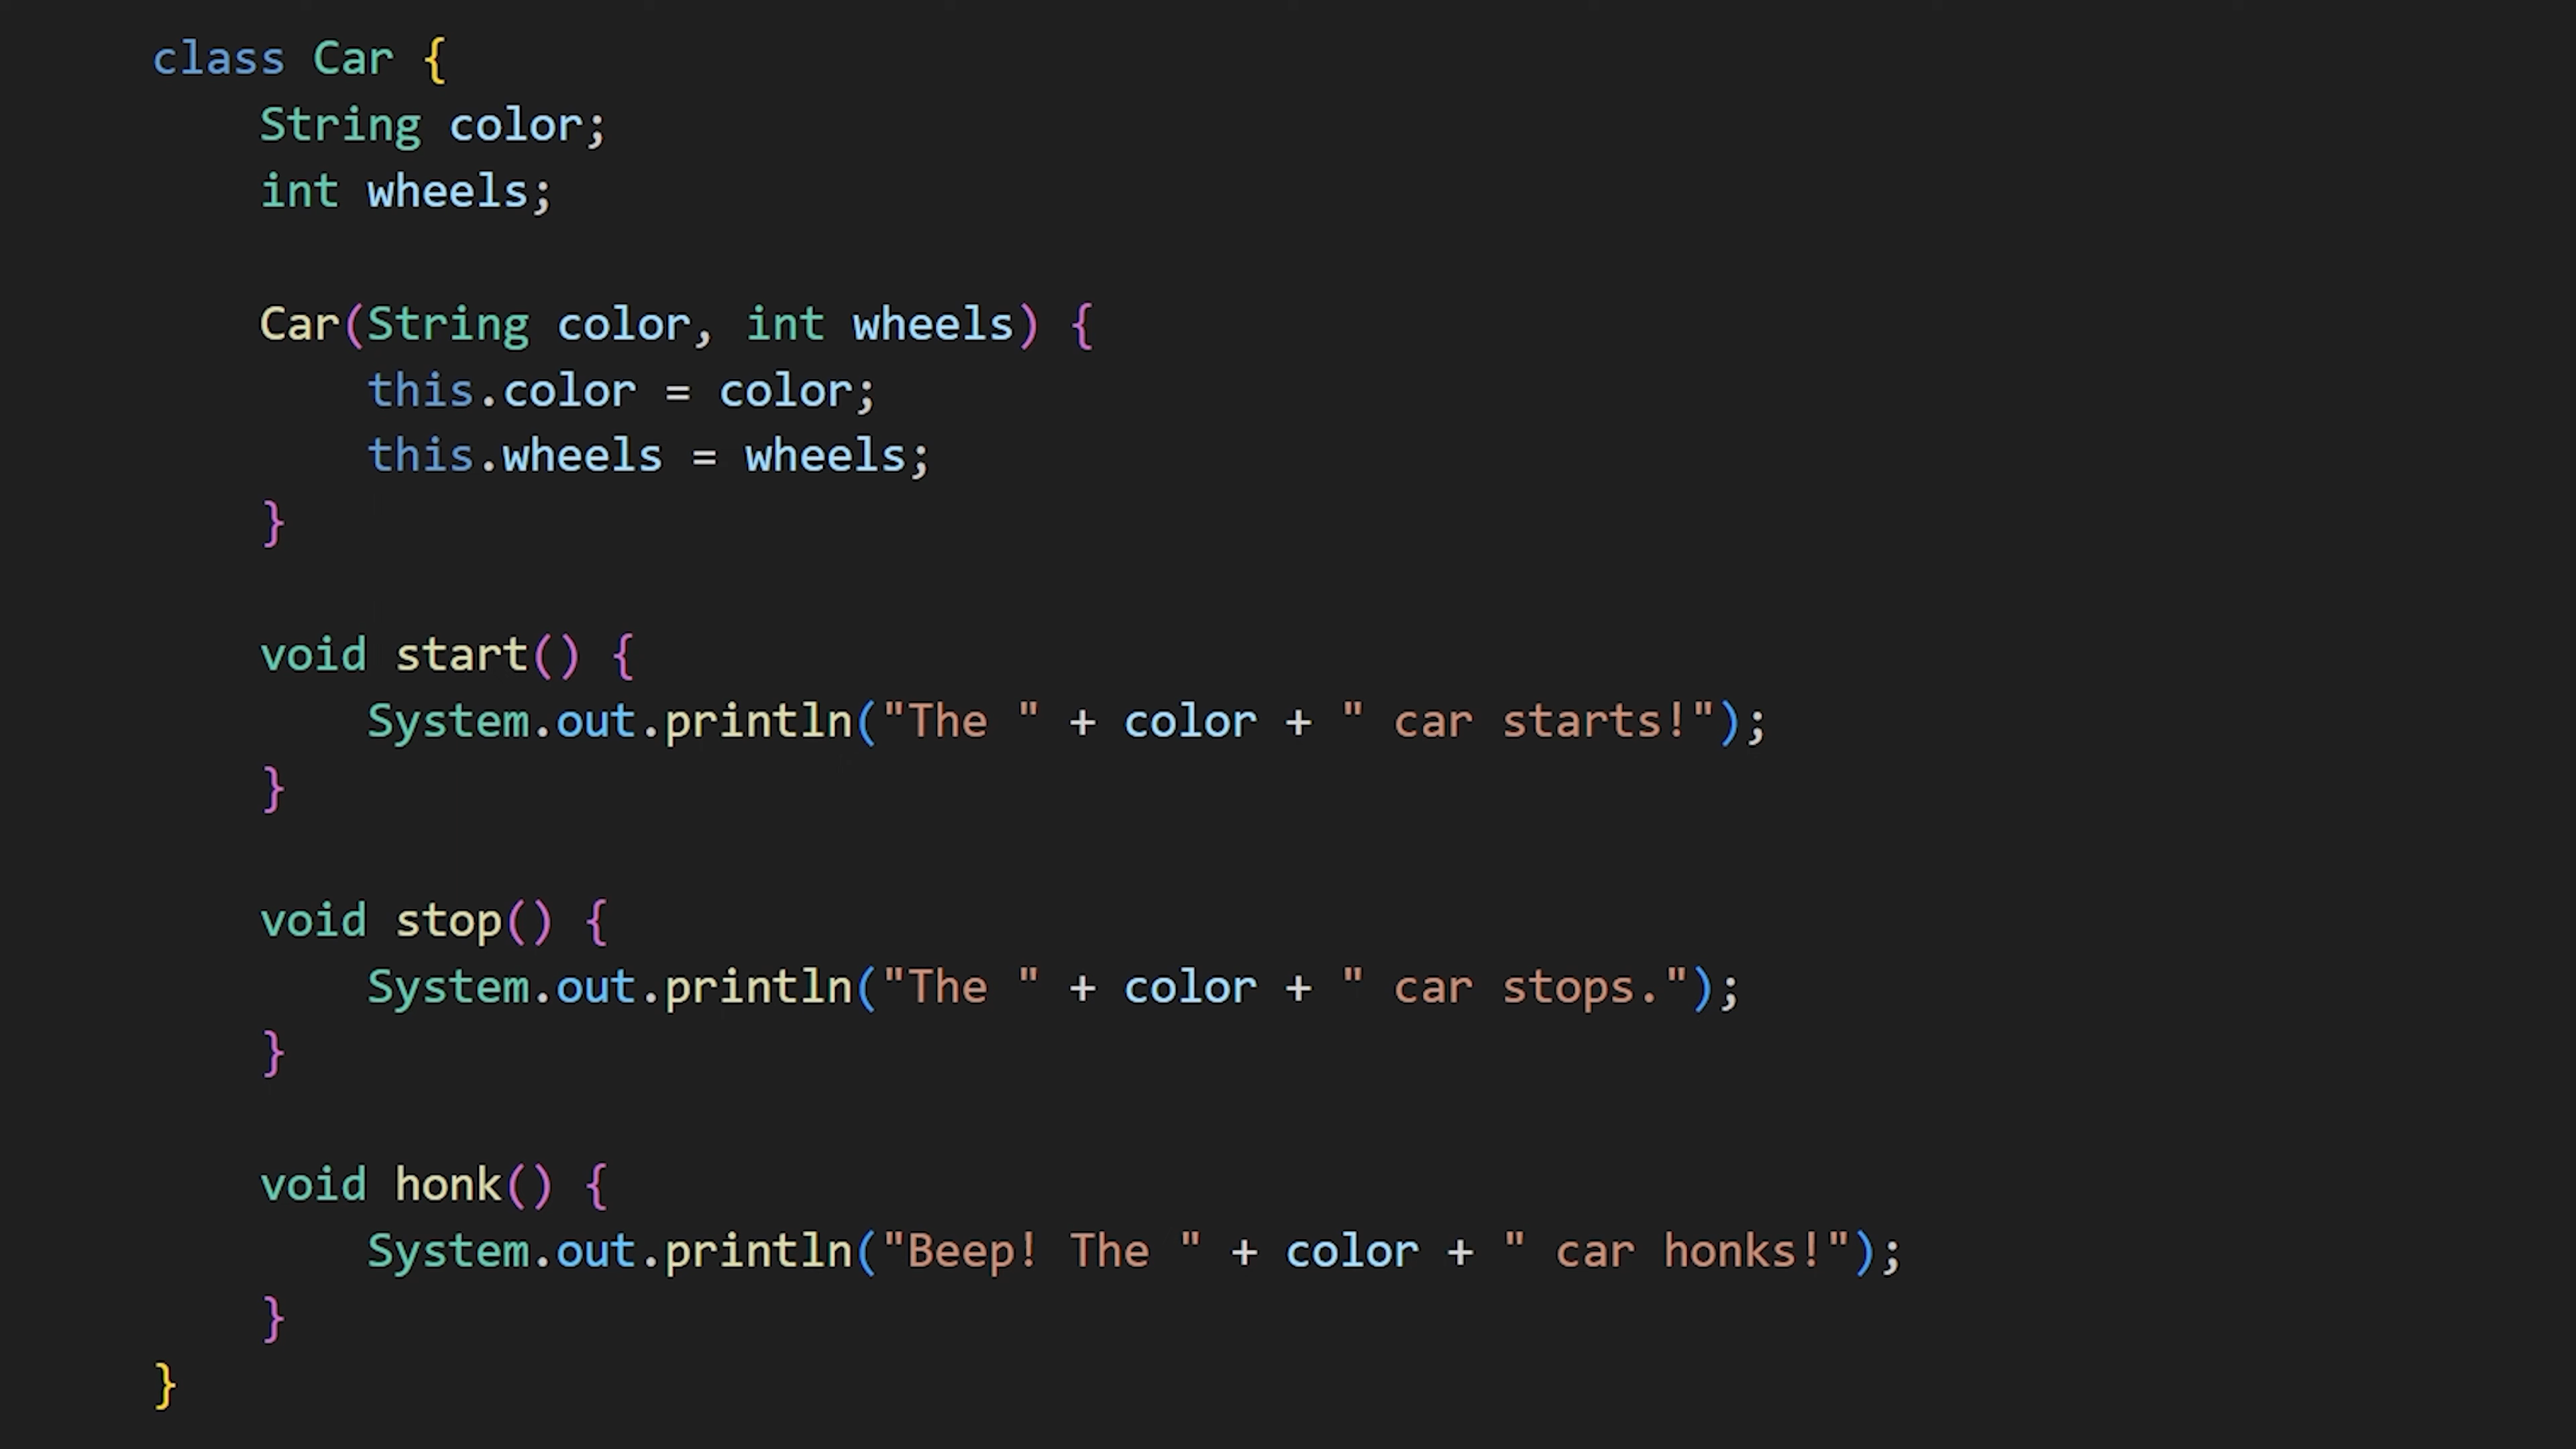 class Car {
    String color;
    int wheels;

    Car(String color, int wheels) {
        this.color = color;
        this.wheels = wheels;
    }

    void start() {
        System.out.println("The " + color + " car starts!");
    }

    void stop() {
        System.out.println("The " + color + " car stops.");
    }

    void honk() {
        System.out.println("Beep! The " + color + " car honks!");
    }
}